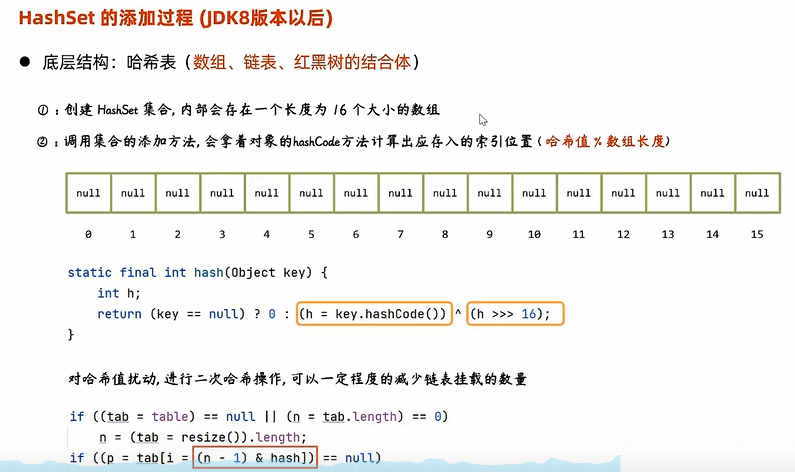 HashSet 的添加过程 (JDK8版本以后)
● 底层结构：哈希表（数组、链表、红黑树的结合体）
①：创建 HashSet 集合, 内部会存在一个长度为 16 个大小的数组
②：调用集合的添加方法, 会拿着对象的hashCode方法计算出应存入的索引位置 ( 哈希值 % 数组长度)
null null null null null null null null null null null null null null null null
0 1 2 3 4 5 6 7 8 9 10 11 12 13 14 15
static final int hash(Object key) {
int h;
return (key == null) ? 0 : (h = key.hashCode()) ^ (h >>> 16);
}
对哈希值扰动, 进行二次哈希操作, 可以一定程度的减少链表挂载的数量
if ((tab = table) == null || (n = tab.length) == 0)
n = (tab = resize()).length;
if ((p = tab[i = (n - 1) & hash]) == null)